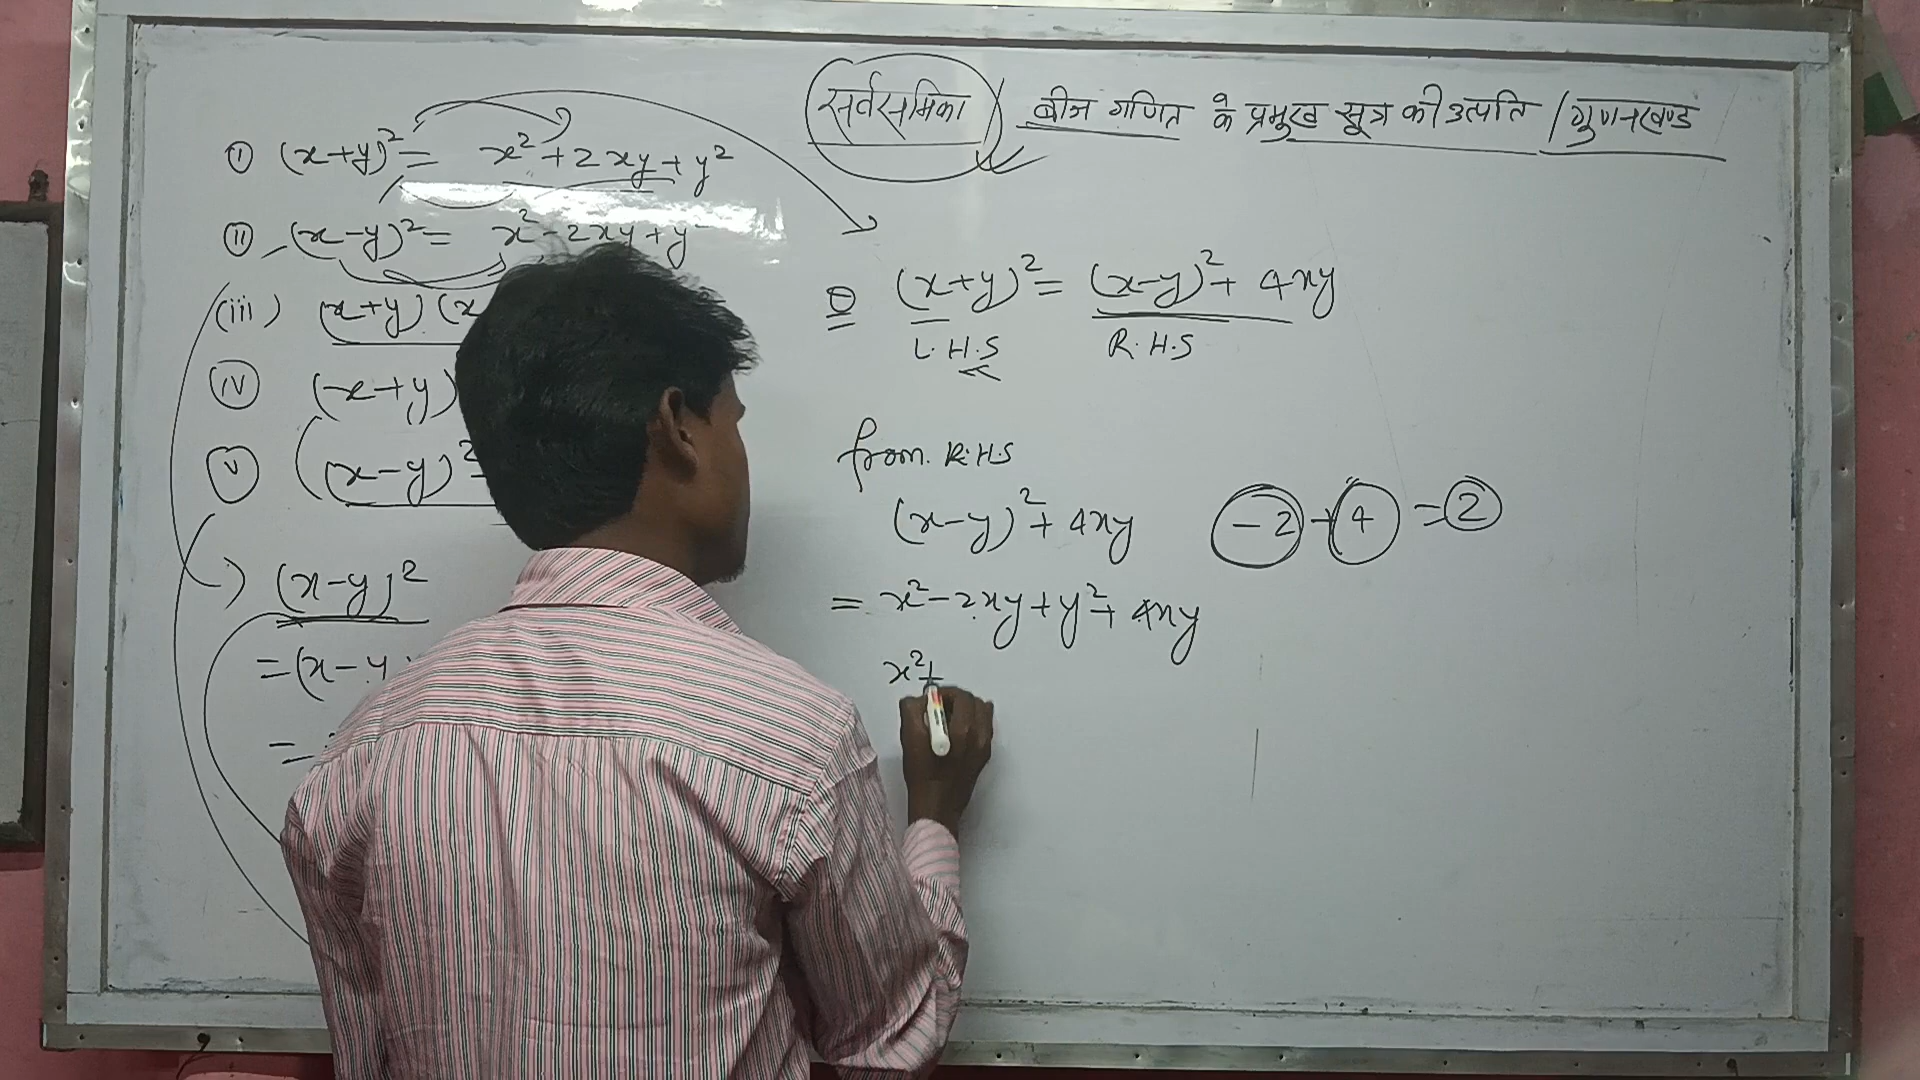 सर्वसमिका / बीज गणित के प्रमुख सूत्र की उत्पति / गुणनखण्ड
(i) (x+y)² = x² + 2xy + y²
(ii) (x-y)² = x² - 2xy + y²
(iii) (x+y) (x
(iv) (x+y)
(v) (x-y)²
(x-y)²
= (x-y
=
(x+y)² = (x-y)² + 4xy
L.H.S R.H.S
from. R.H.S
(x-y)² + 4xy -2+4 = 2
= x² - 2xy + y² + 4xy
x² +